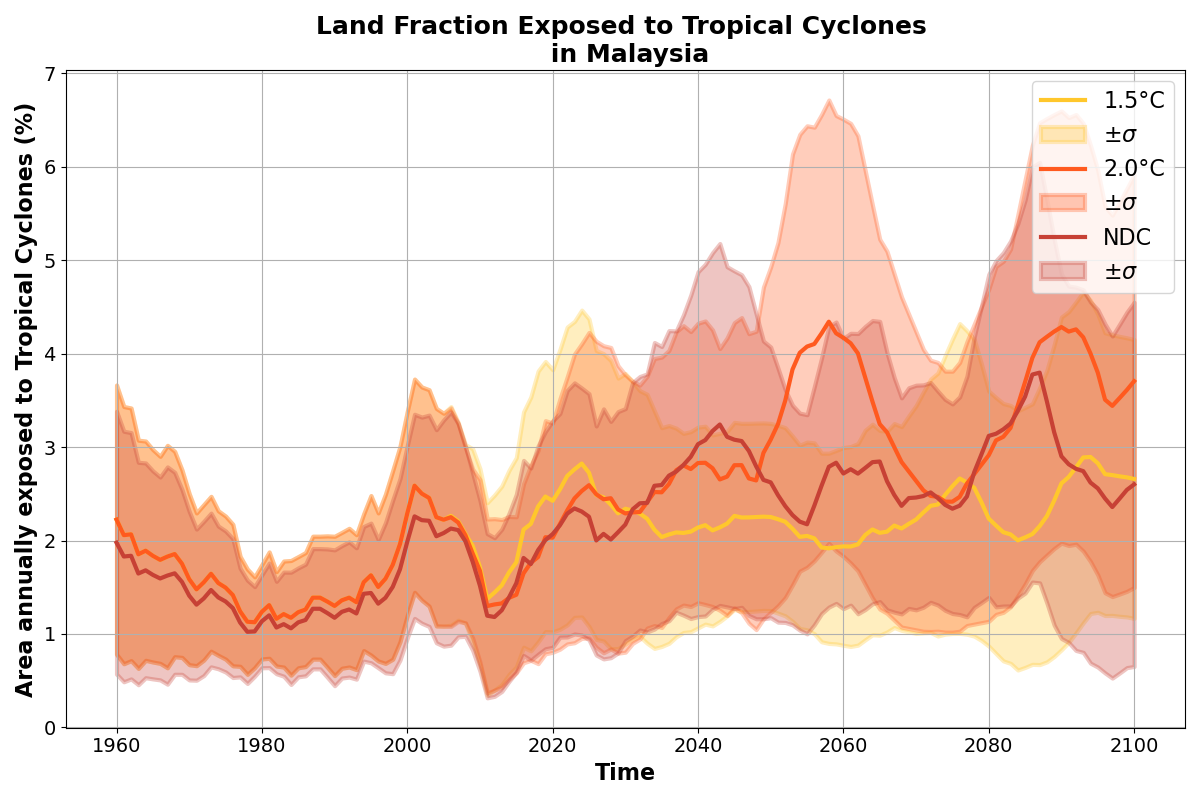 Land Fraction Exposed to Tropical Cyclones
in Malaysia
Area annually exposed to Tropical Cyclones (%)
7
6
5
4
3
2
1
0
1960 1980 2000 2020 2040 2060 2080 2100
Time
1.5°C
±σ
2.0°C
±σ
NDC
±σ